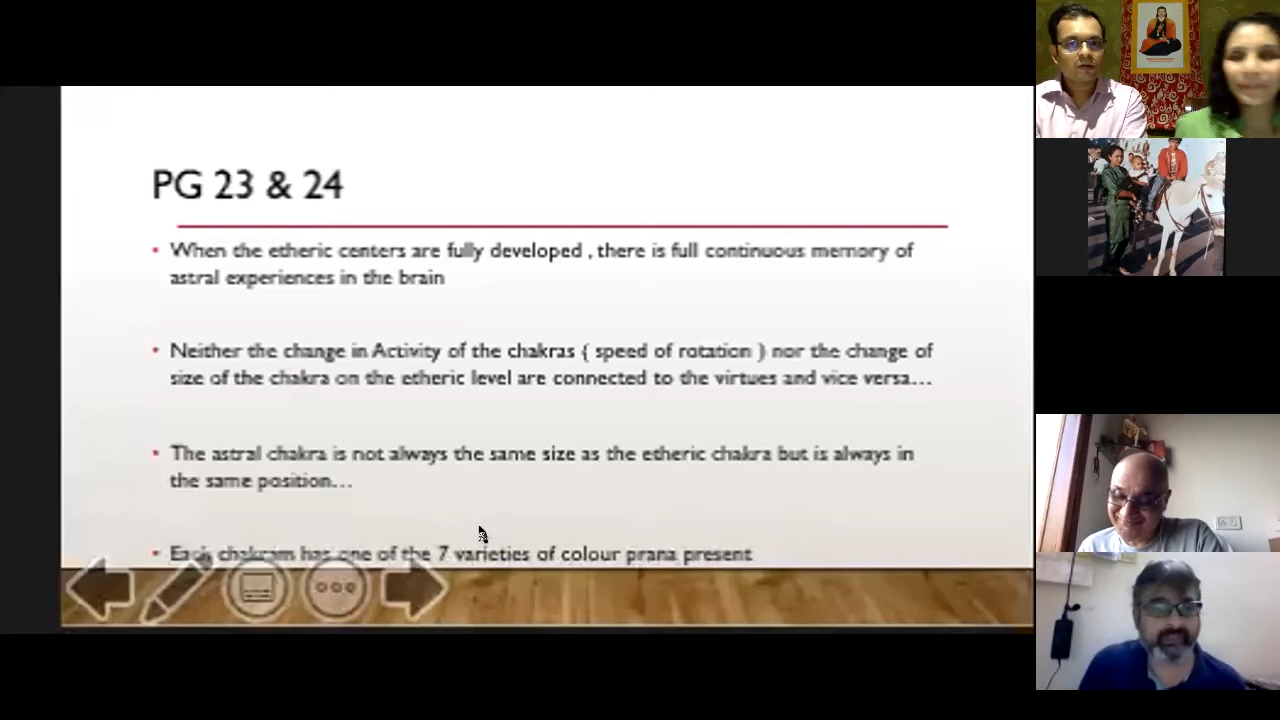 PG 23 & 24
• When the etheric centers are fully developed , there is full continuous memory of
astral experiences in the brain
• Neither the change in Activity of the chakras ( speed of rotation ) nor the change of
size of the chakra on the etheric level are connected to the virtues and vice versa...
• The astral chakra is not always the same size as the etheric chakra but is always in
the same position...
• Each chakram has one of the 7 varieties of colour prana present